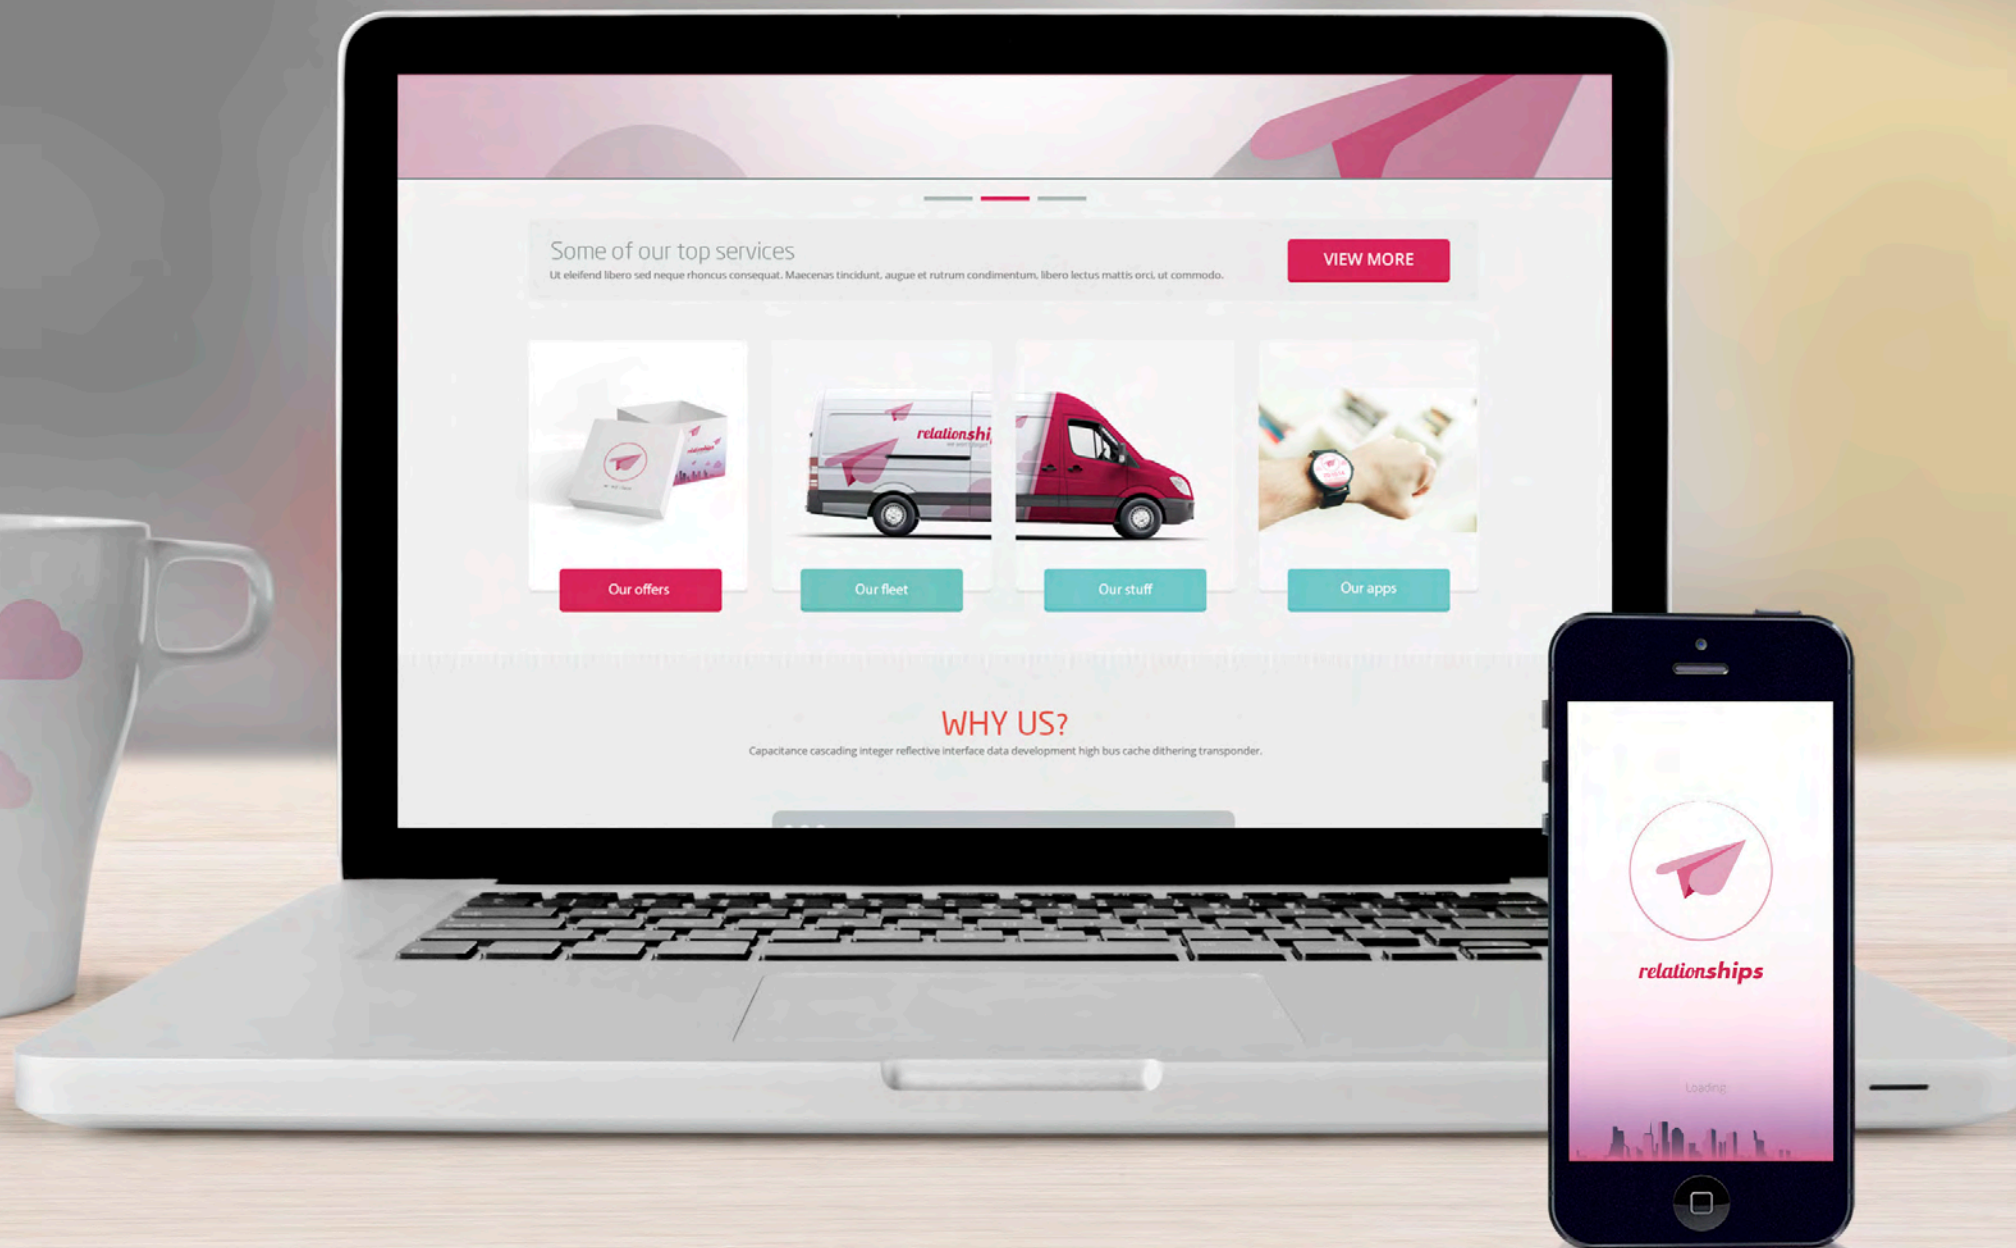 Some of our top services
Ut eleifend libero sed neque rhoncus consequat. Maecenas tincidunt, augue et rutrum condimentum, libero lectus mattis orci, ut commodo.
VIEW MORE
relationshi
Our offers
Our fleet
Our stuff
Our apps
WHY US?
Capacitance cascading integer reflective interface data development high bus cache dithering transponder.
relationships
Loading